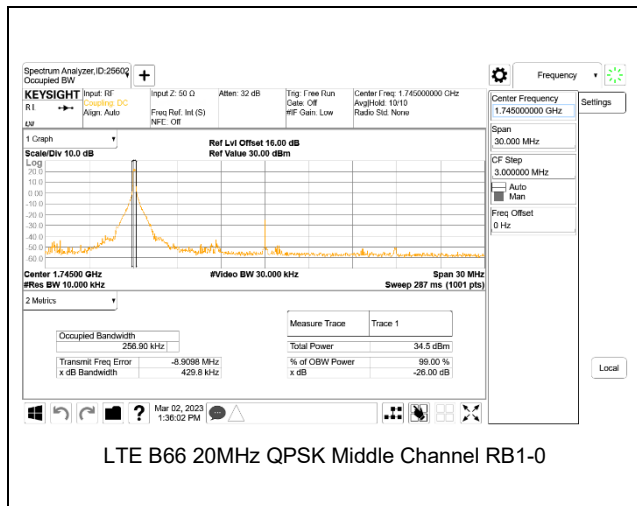 Spectrum Analyzer,ID:25602
Occupied BW
Frequency
KEYSIGHT
Input: RF
Input Z: 50 Ω
Atten: 32 dB
Trig: Free Run
Center Freq: 1.745000000 GHz
RL
Coupling: DC
Gate: Off
Avg|Hold: 10/10
Align: Auto
Freq Ref: Int (S)
#IF Gain: Low
Radio Std: None
NFE: Off
Center Frequency
1.745000000 GHz
Settings
Span
30.000 MHz
CF Step
3.000000 MHz
Auto
Man
Freq Offset
0 Hz
1 Graph
Ref Lvl Offset 16.00 dB
Scale/Div 10.0 dB
Ref Value 30.00 dBm
Log
20.0
10.0
0.00
-10.0
-20.0
-30.0
-40.0
-50.0
-60.0
Center 1.74500 GHz
#Video BW 30.000 kHz
Span 30 MHz
#Res BW 10.000 kHz
Sweep 287 ms (1001 pts)
2 Metrics
Measure Trace
Trace 1
Occupied Bandwidth
256.90 kHz
Total Power
34.5 dBm
Transmit Freq Error
-8.9098 MHz
% of OBW Power
99.00 %
x dB Bandwidth
429.8 kHz
x dB
-26.00 dB
Local
?
Mar 02, 2023
1:36:02 PM
LTE B66 20MHz QPSK Middle Channel RB1-0